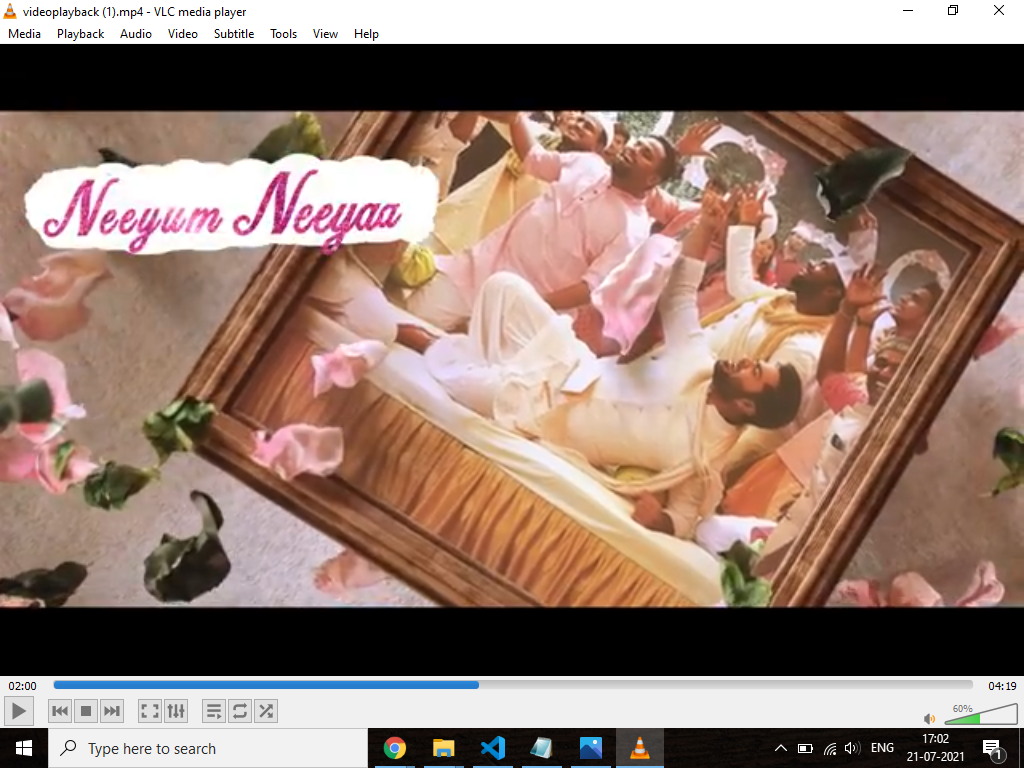 videoplayback (1).mp4 - VLC media player
Media Playback Audio Video Subtitle Tools View Help
Neeyum Neeyaa
02:00 04:19
60%
Type here to search
ENG
17:02
21-07-2021
1